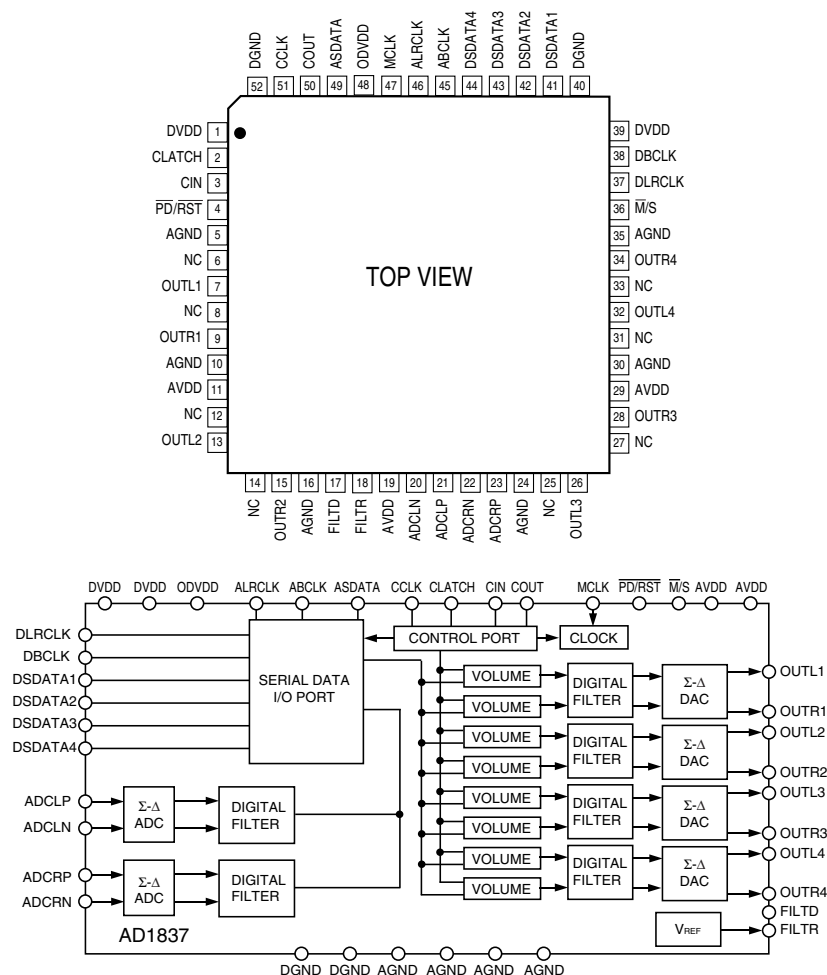 DGND CCLK COUT ASDATA ODVDD MCLK ALRCLK ABCLK DSDATA4 DSDATA3 DSDATA2 DSDATA1 DGND
52 51 50 49 48 47 46 45 44 43 42 41 40
DVDD 1
CLATCH 2
CIN 3
PD/RST 4
AGND 5
NC 6
OUTL1 7
NC 8
OUTR1 9
AGND 10
AVDD 11
NC 12
OUTL2 13
TOP VIEW
39 DVDD
38 DBCLK
37 DLRCLK
36 M/S
35 AGND
34 OUTR4
33 NC
32 OUTL4
31 NC
30 AGND
29 AVDD
28 OUTR3
27 NC
14 15 16 17 18 19 20 21 22 23 24 25 26
NC OUTR2 AGND FILTD FILTR AVDD ADCLN ADCLP ADCRN ADCRP AGND NC OUTL3
DVDD DVDD ODVDD ALRCLK ABCLK ASDATA CCLK CLATCH CIN COUT MCLK PD/RST M/S AVDD AVDD
DLRCLK
DBCLK
DSDATA1
DSDATA2
DSDATA3
DSDATA4
ADCLP
ADCLN
ADCRP
ADCRN
SERIAL DATA
I/O PORT
CONTROL PORT
CLOCK
Σ-Δ
ADC
DIGITAL
FILTER
Σ-Δ
ADC
DIGITAL
FILTER
VOLUME
VOLUME
VOLUME
VOLUME
VOLUME
VOLUME
VOLUME
VOLUME
DIGITAL
FILTER
DIGITAL
FILTER
DIGITAL
FILTER
DIGITAL
FILTER
Σ-Δ
DAC
Σ-Δ
DAC
Σ-Δ
DAC
Σ-Δ
DAC
OUTL1
OUTR1
OUTL2
OUTR2
OUTL3
OUTR3
OUTL4
OUTR4
FILTD
FILTR
VREF
AD1837
DGND DGND AGND AGND AGND AGND